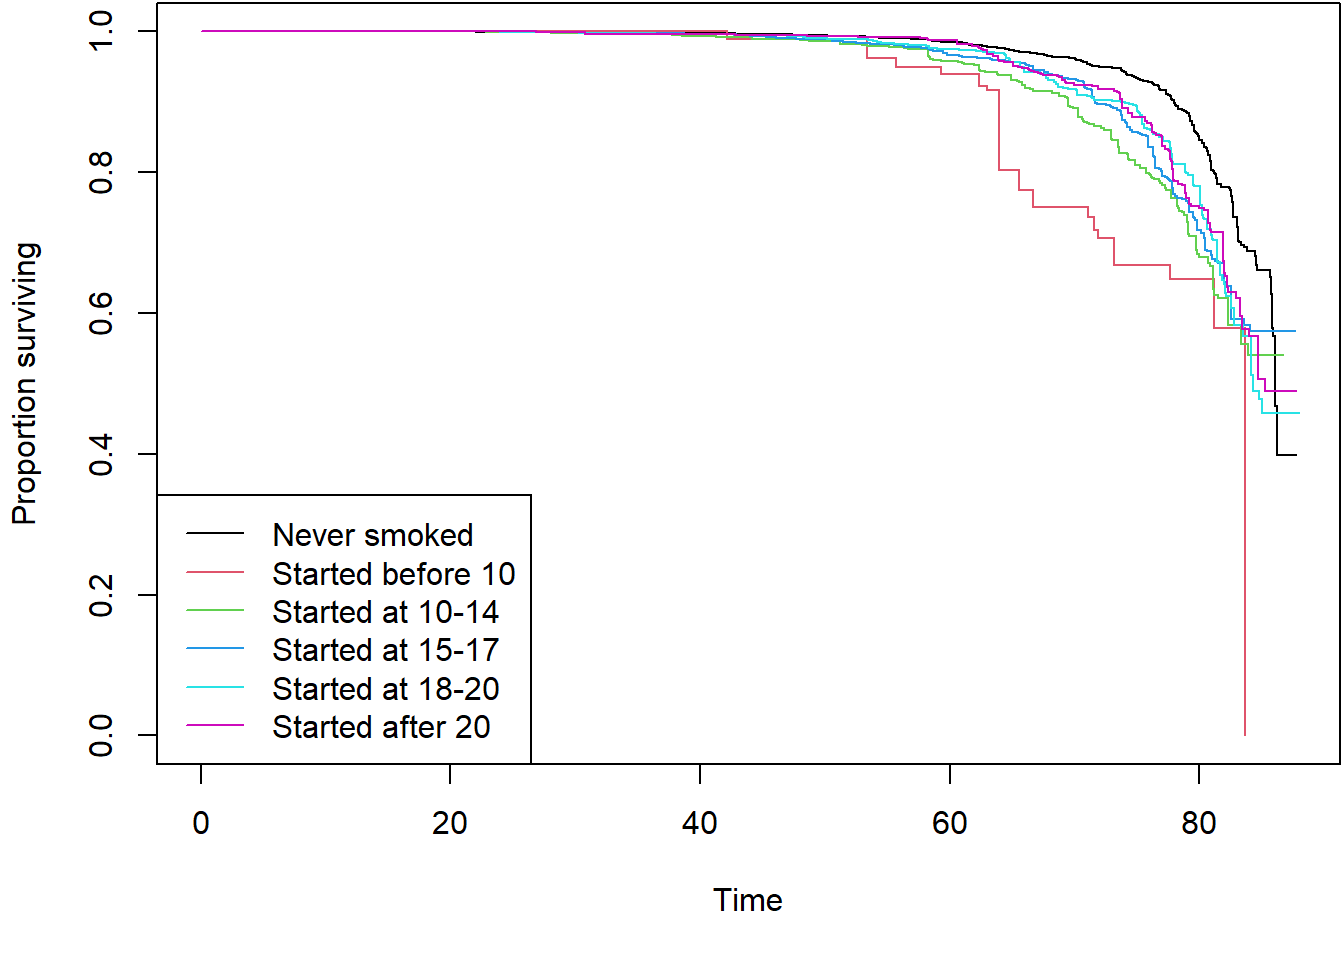 1.0
0.8
0.6
0.4
0.2
0.0
Proportion surviving
Never smoked
Started before 10
Started at 10-14
Started at 15-17
Started at 18-20
Started after 20
0 20 40 60 80
Time